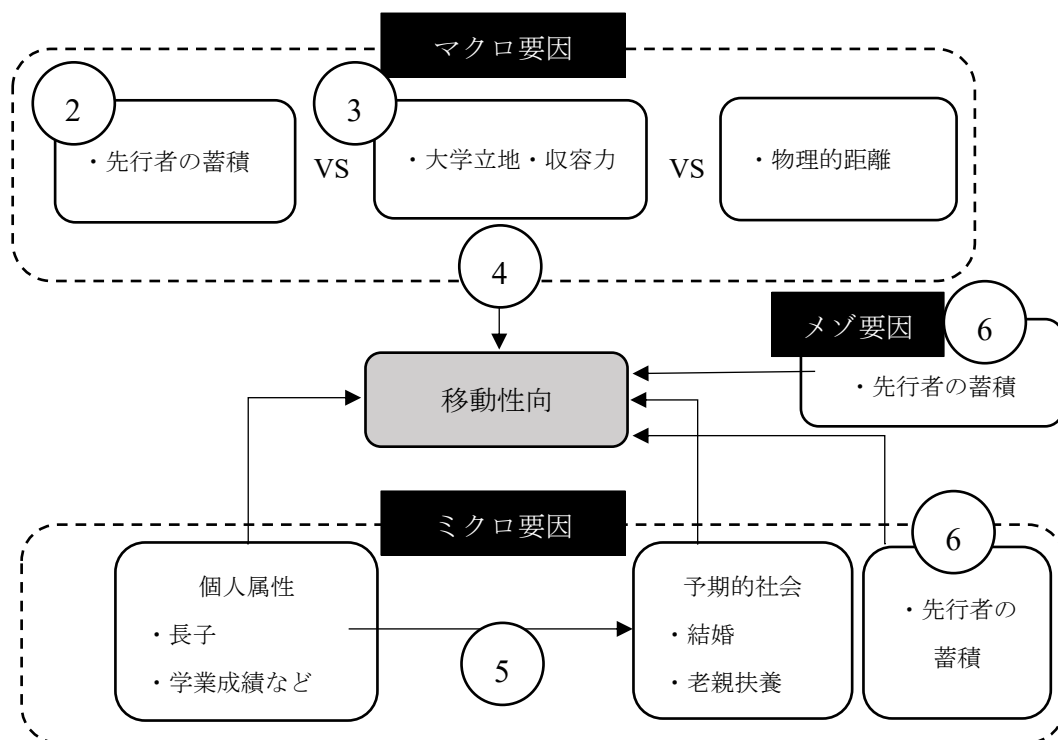 マクロ要因
2
3
・先行者の蓄積
VS
・大学立地・収容力
VS
・物理的距離
4
メゾ要因
6
・先行者の蓄積
移動性向
ミクロ要因
6
個人属性
・長子
・学業成績など
5
予期的社会
・結婚
・老親扶養
・先行者の
蓄積